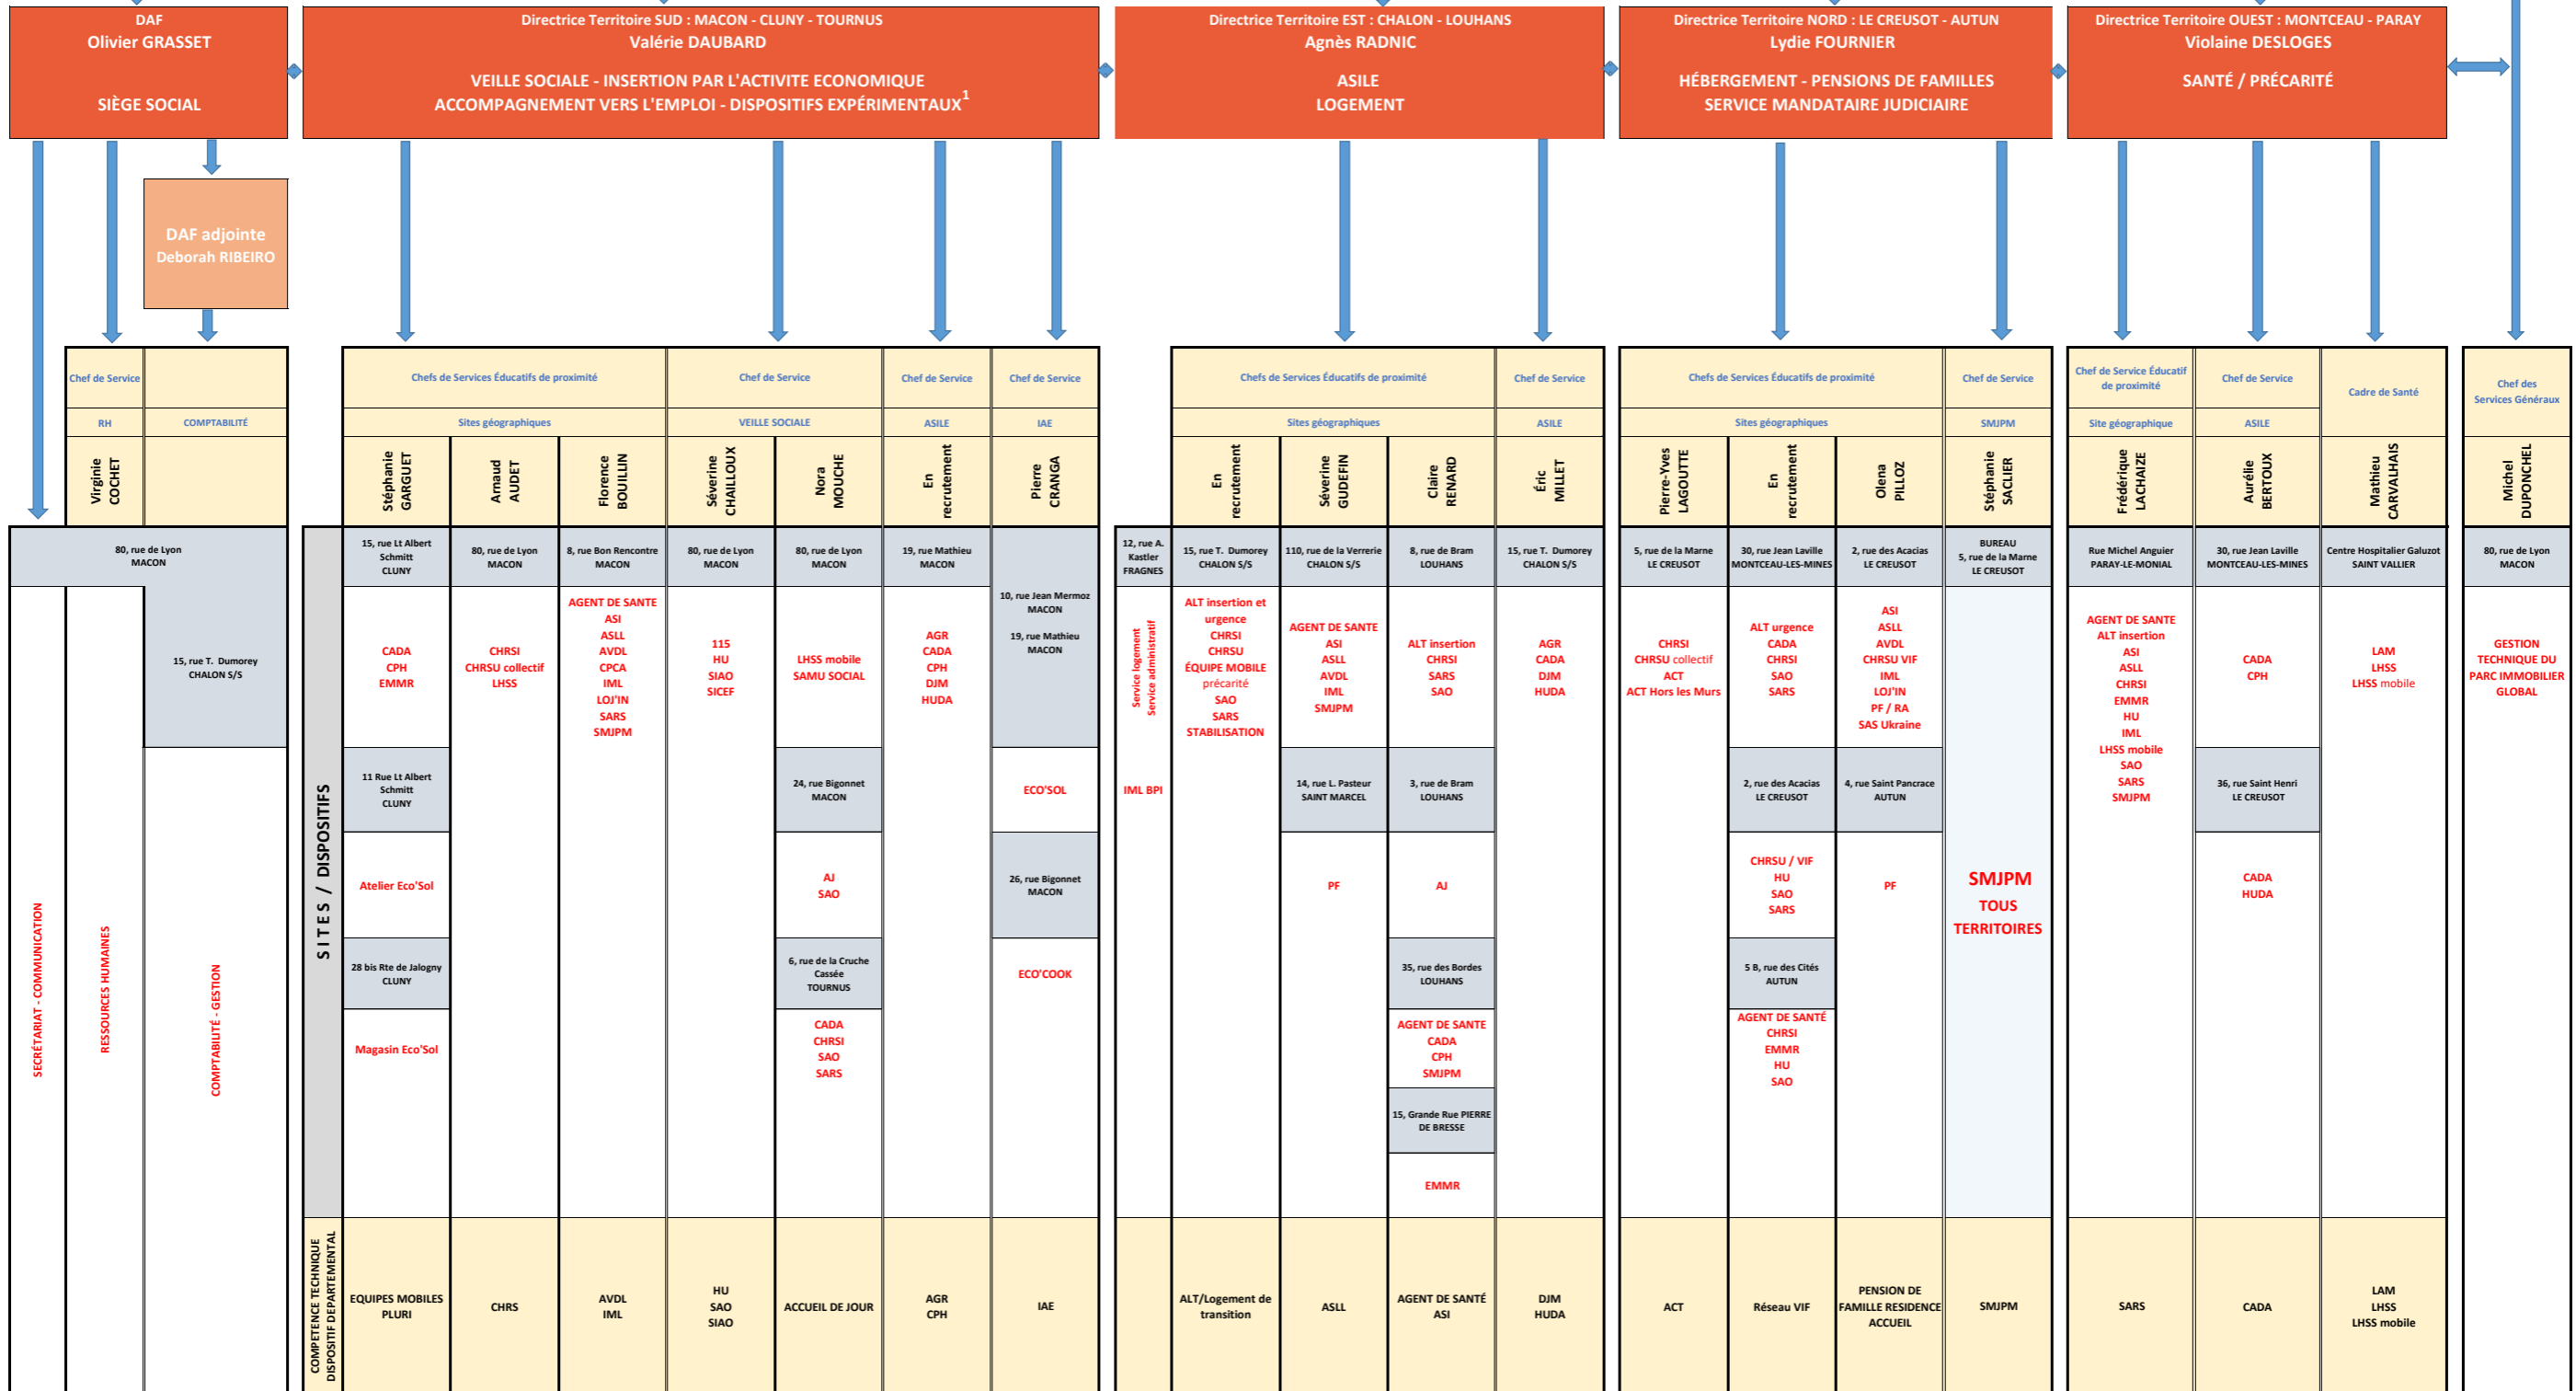 DAF
Olivier GRASSET
SIÈGE SOCIAL
Directrice Territoire SUD : MACON - CLUNY - TOURNUS
Valérie DAUBARD
VEILLE SOCIALE - INSERTION PAR L'ACTIVITE ECONOMIQUE
ACCOMPAGNEMENT VERS L'EMPLOI - DISPOSITIFS EXPÉRIMENTAUX1
Directrice Territoire EST : CHALON - LOUHANS
Agnès RADNIC
ASILE
LOGEMENT
Directrice Territoire NORD : LE CREUSOT - AUTUN
Lydie FOURNIER
HÉBERGEMENT - PENSIONS DE FAMILLES
SERVICE MANDATAIRE JUDICIAIRE
Directrice Territoire OUEST : MONTCEAU - PARAY
Violaine DESLOGES
SANTÉ / PRÉCARITÉ
DAF adjointe
Deborah RIBEIRO
Chef de Service
RH
Virginie
COCHET
COMPTABILITÉ
80, rue de Lyon
MACON
15, rue T. Dumorey
CHALON S/S
SECRÉTARIAT - COMMUNICATION
RESSOURCES HUMAINES
COMPTABILITÉ - GESTION
SITES / DISPOSITIFS
COMPETENCE TECHNIQUE
DISPOSITIF DEPARTEMENTAL
Chefs de Services Éducatifs de proximité
Sites géographiques
Stéphanie
GARGUET
15, rue Lt Albert
Schmitt
CLUNY
CADA
CPH
EMMR
11 Rue Lt Albert
Schmitt
CLUNY
Atelier Eco'Sol
28 bis Rte de Jalogny
CLUNY
Magasin Eco'Sol
EQUIPES MOBILES
PLURI
Arnaud
AUDET
80, rue de Lyon
MACON
CHRSI
CHRSU collectif
LHSS
CHRS
Florence
BOUILLIN
8, rue Bon Rencontre
MACON
AGENT DE SANTE
ASI
ASLL
AVDL
CPCA
IML
LOJ'IN
SARS
SMJPM
AVDL
IML
Chef de Service
VEILLE SOCIALE
Séverine
CHAILLOUX
80, rue de Lyon
MACON
115
HU
SIAO
SICEF
HU
SAO
SIAO
Nora
MOUCHE
80, rue de Lyon
MACON
LHSS mobile
SAMU SOCIAL
24, rue Bigonnet
MACON
AJ
SAO
6, rue de la Cruche
Cassée
TOURNUS
CADA
CHRSI
SAO
SARS
ACCUEIL DE JOUR
Chef de Service
ASILE
En
recrutement
19, rue Mathieu
MACON
AGR
CADA
CPH
DJM
HUDA
AGR
CPH
Chef de Service
IAE
Pierre
CRANGA
10, rue Jean Mermoz
MACON
19, rue Mathieu
MACON
ECO'SOL
26, rue Bigonnet
MACON
ECO'COOK
IAE
12, rue A.
Kastler
FRAGNES
Service logement
Service administratif
IML BPI
Chefs de Services Éducatifs de proximité
Sites géographiques
En
recrutement
15, rue T. Dumorey
CHALON S/S
ALT insertion et
urgence
CHRSI
CHRSU
ÉQUIPE MOBILE
précarité
SAO
SARS
STABILISATION
ALT/Logement de
transition
Séverine
GUDEFIN
110, rue de la Verrerie
CHALON S/S
AGENT DE SANTE
ASI
ASLL
AVDL
IML
SMJPM
14, rue L. Pasteur
SAINT MARCEL
PF
ASLL
Claire
RENARD
8, rue de Bram
LOUHANS
ALT insertion
CHRSI
SARS
SAO
3, rue de Bram
LOUHANS
AJ
35, rue des Bordes
LOUHANS
AGENT DE SANTE
CADA
CPH
SMJPM
15, Grande Rue PIERRE
DE BRESSE
EMMR
AGENT DE SANTÉ
ASI
Chef de Service
ASILE
Éric
MILLET
15, rue T. Dumorey
CHALON S/S
AGR
CADA
DJM
HUDA
DJM
HUDA
Chefs de Services Éducatifs de proximité
Sites géographiques
Pierre-Yves
LAGOUTTE
5, rue de la Marne
LE CREUSOT
CHRSI
CHRSU collectif
ACT
ACT Hors les Murs
ACT
En
recrutement
30, rue Jean Laville
MONTCEAU-LES-MINES
ALT urgence
CADA
CHRSI
SAO
SARS
2, rue des Acacias
LE CREUSOT
CHRSU / VIF
HU
SAO
SARS
5 B, rue des Cités
AUTUN
AGENT DE SANTÉ
CHRSI
EMMR
HU
SAO
Réseau VIF
Olena
PILLOZ
2, rue des Acacias
LE CREUSOT
ASI
ASLL
AVDL
CHRSU VIF
IML
LOJ'IN
PF / RA
SAS Ukraine
4, rue Saint Pancrace
AUTUN
PF
PENSION DE
FAMILLE RESIDENCE
ACCUEIL
Chef de Service
SMJPM
Stéphanie
SACLIER
BUREAU
5, rue de la Marne
LE CREUSOT
SMJPM
TOUS
TERRITOIRES
SMJPM
Chef de Service Éducatif
de proximité
Site géographique
Frédérique
LACHAIZE
Rue Michel Anguier
PARAY-LE-MONIAL
AGENT DE SANTE
ALT insertion
ASI
ASLL
CHRSI
EMMR
HU
IML
LHSS mobile
SAO
SARS
SMJPM
SARS
Chef de Service
ASILE
Aurélie
BERTOUX
30, rue Jean Laville
MONTCEAU-LES-MINES
CADA
CPH
36, rue Saint Henri
LE CREUSOT
CADA
HUDA
CADA
Cadre de Santé
Mathieu
CARVALHAIS
Centre Hospitalier Galuzot
SAINT VALLIER
LAM
LHSS
LHSS mobile
LAM
LHSS
LHSS mobile
Chef des
Services Généraux
Michel
DUPONCHEL
80, rue de Lyon
MACON
GESTION
TECHNIQUE DU
PARC IMMOBILIER
GLOBAL